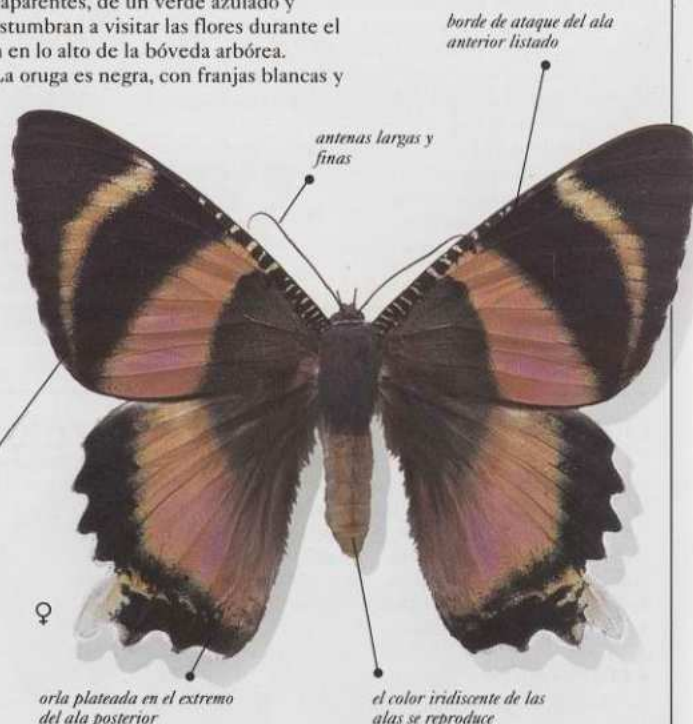 aparentes, de un verde azulado y
stumbran a visitar las flores durante el
en lo alto de la bóveda arbórea.
La oruga es negra, con franjas blancas y
borde de ataque del ala
anterior listado
antenas largas y
finas
♀
orla plateada en el extremo
del ala posterior
el color iridiscente de las
alas se reproduce